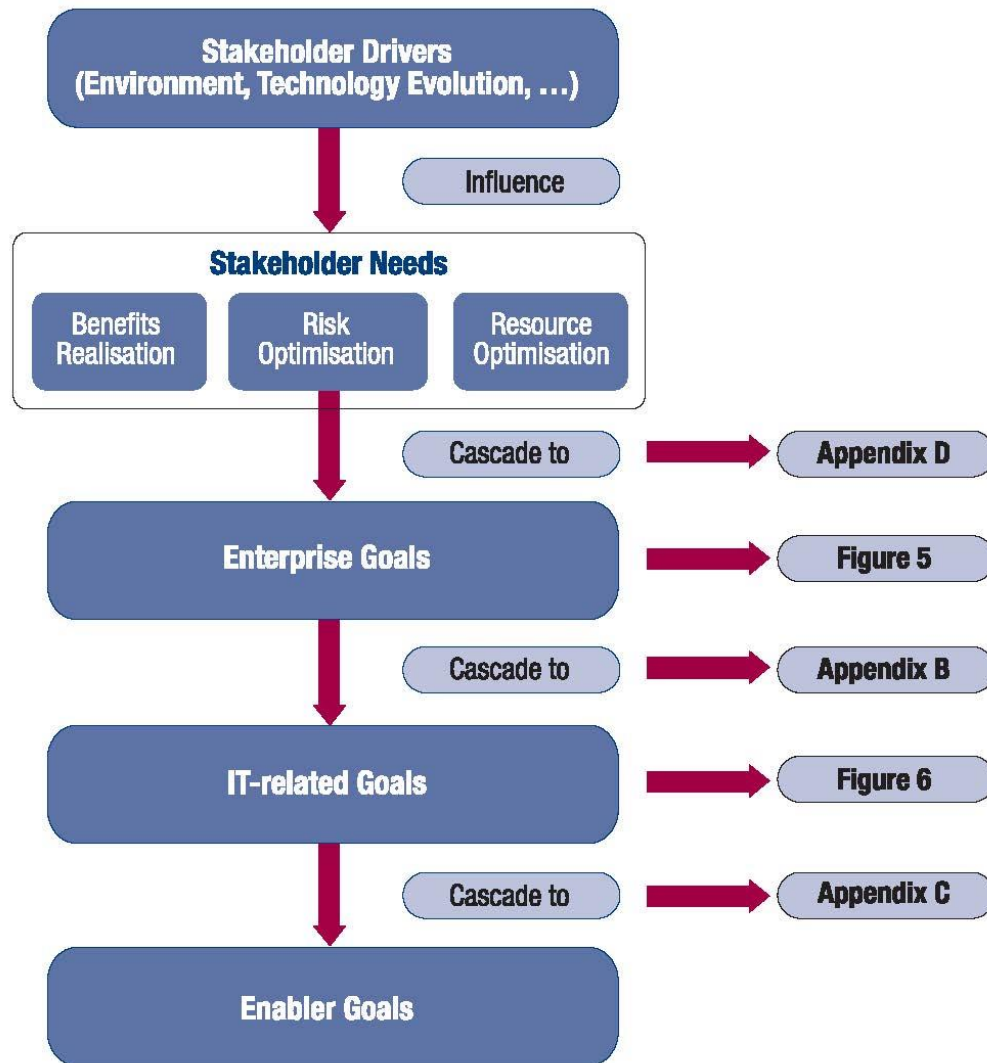 Stakeholder Drivers
(Environment, Technology Evolution, …)
Influence
Stakeholder Needs
Benefits
Realisation
Risk
Optimisation
Resource
Optimisation
Cascade to
Appendix D
Enterprise Goals
Figure 5
Cascade to
Appendix B
IT-related Goals
Figure 6
Cascade to
Appendix C
Enabler Goals